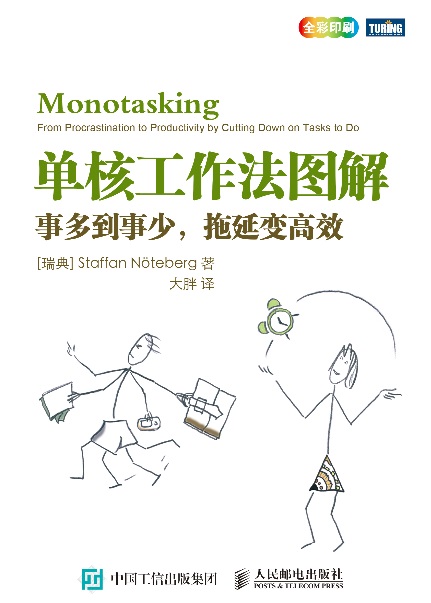 全彩印刷
TURING
Monotasking
From Procrastination to Productivity by Cutting Down on Tasks to Do
单核工作法图解
事多到事少，拖延变高效
[瑞典] Staffan Nöteberg 著
大胖 译
中国工信出版集团
人民邮电出版社
POSTS & TELECOM PRESS